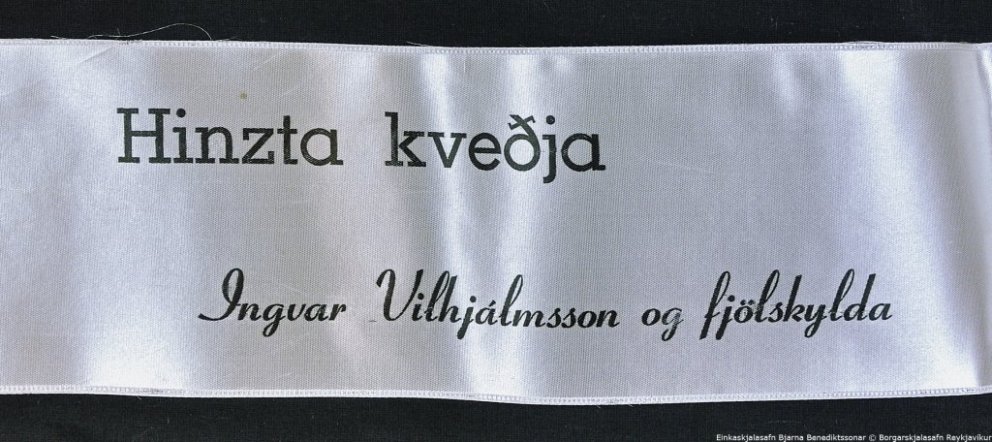 Hinzta kveðja
Ingvar Vilhjálmsson og fjölskylda
Einkaskjalasafn Bjarna Benediktssonar © Borgarskjalasafn Reykjavíkur